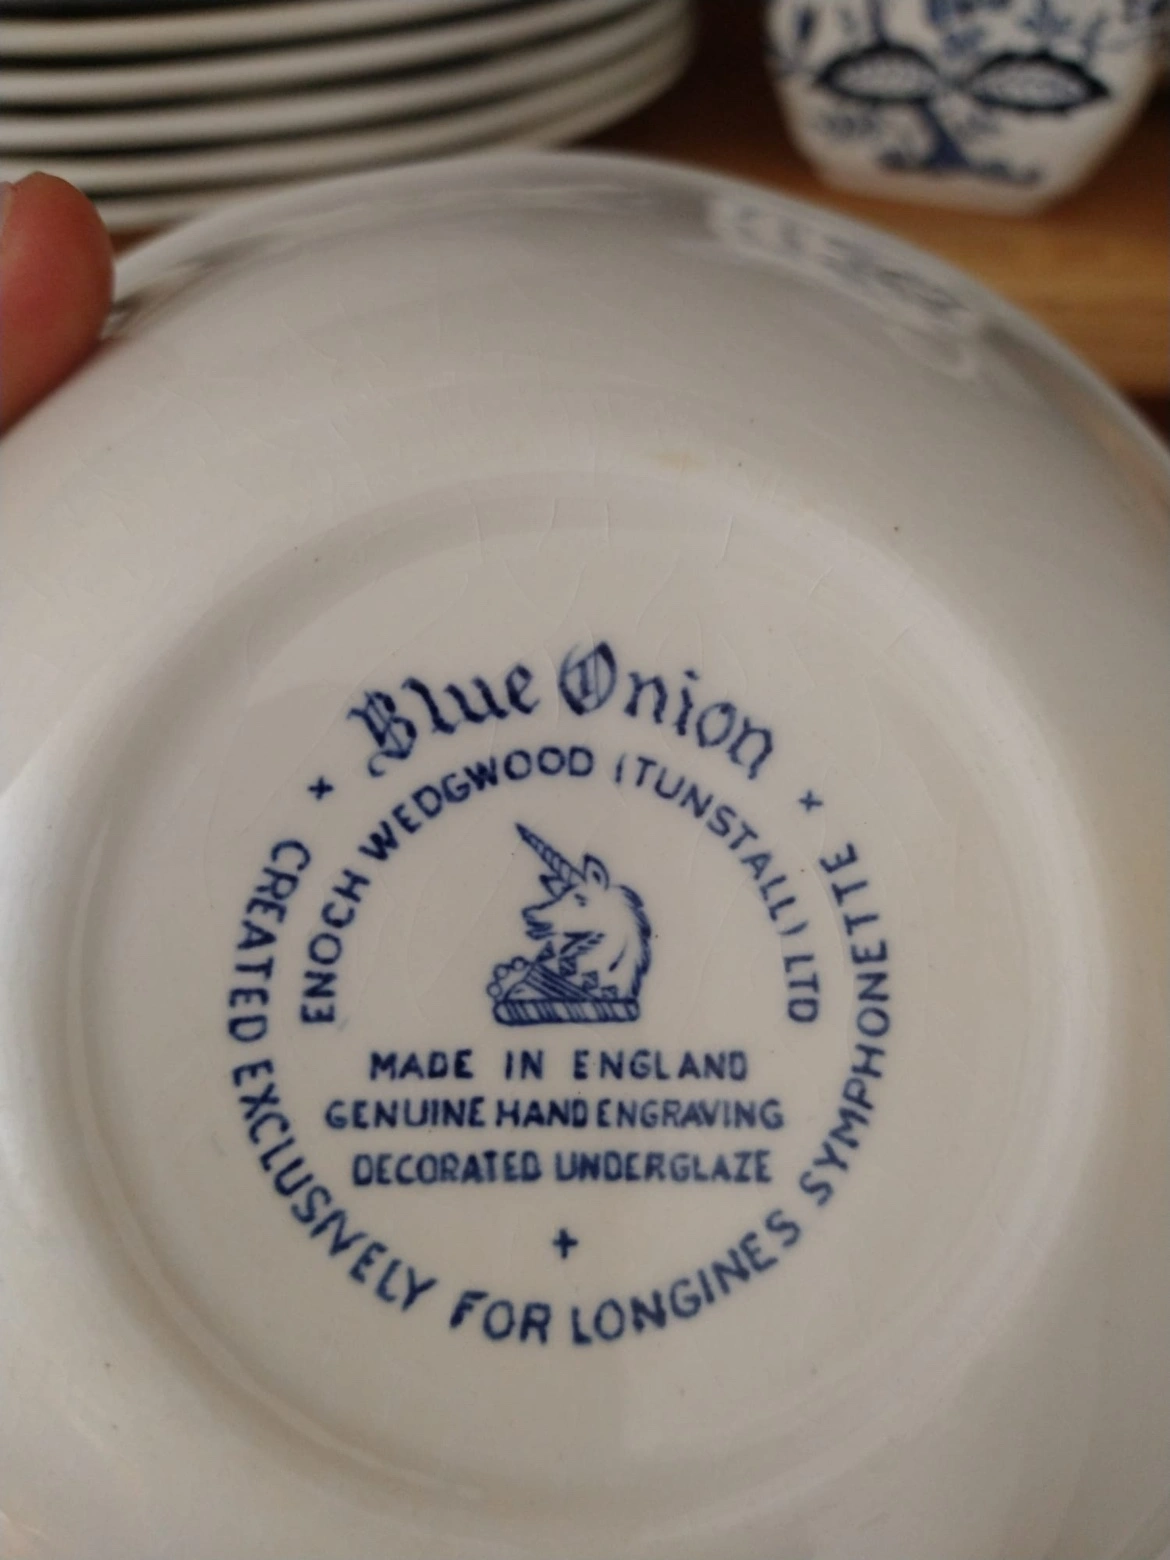 Blue Onion
ENOCH WEDGWOOD (TUNSTALL) LTD
MADE IN ENGLAND
GENUINE HAND ENGRAVING
DECORATED UNDERGLAZE
CREATED EXCLUSIVELY FOR LONGINES SYMPHONETTE